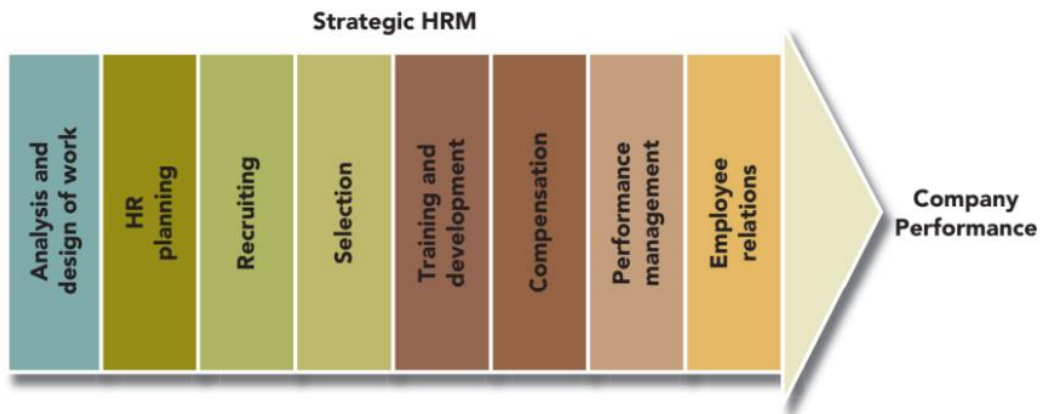 Strategic HRM
Analysis and
design of work
HR
planning
Recruiting
Selection
Training and
development
Compensation
Performance
management
Employee
relations
Company
Performance